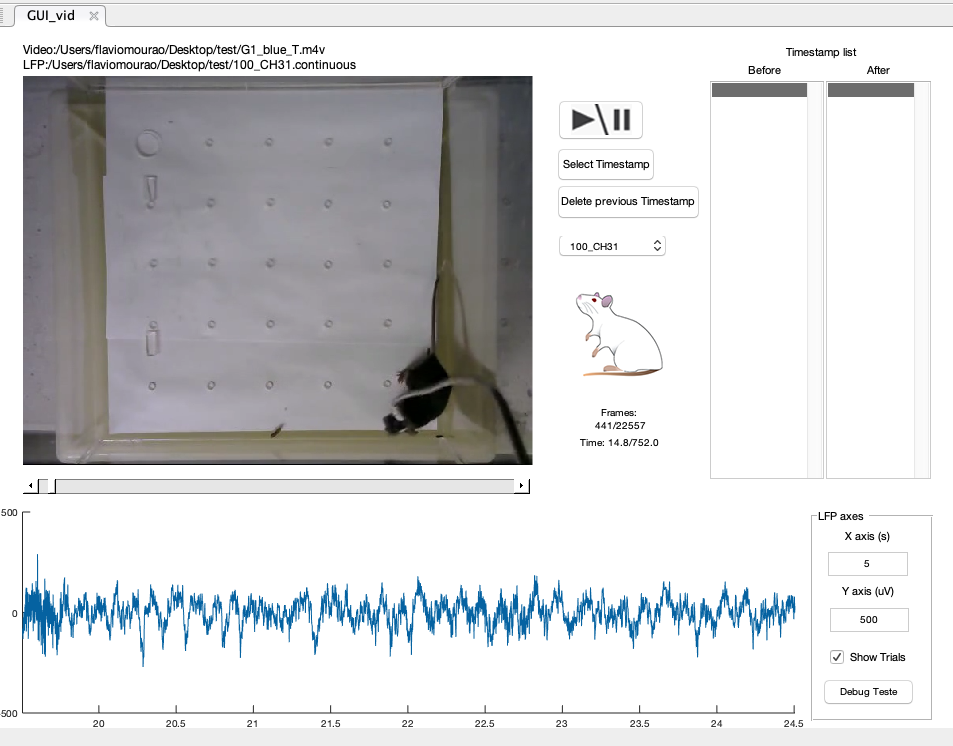 GUI_vid
Video:/Users/flaviomourao/Desktop/test/G1_blue_T.m4v
LFP:/Users/flaviomourao/Desktop/test/100_CH31.continuous
Timestamp list
Before After
Select Timestamp
Delete previous Timestamp
100_CH31
Frames:
441/22557
Time: 14.8/752.0
500
0
-500
20 20.5 21 21.5 22 22.5 23 23.5 24 24.5
LFP axes
X axis (s)
5
Y axis (uV)
500
Show Trials
Debug Teste